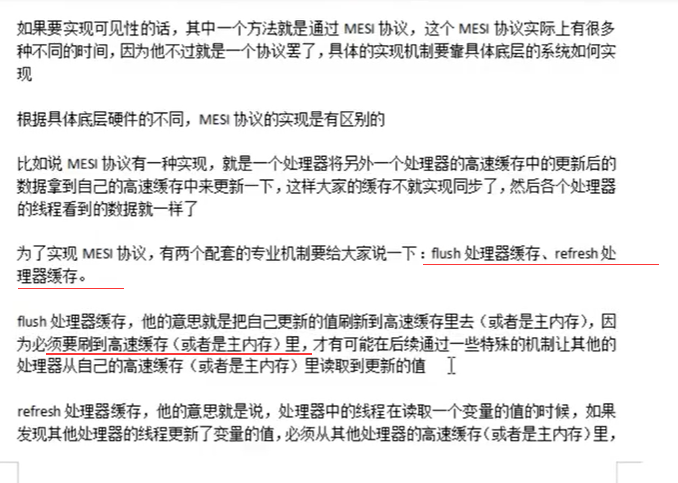 如果要实现可见性的话，其中一个方法就是通过 MESI 协议，这个 MESI 协议实际上有很多
种不同的时间，因为他不过就是一个协议罢了，具体的实现机制要靠具体底层的系统如何实
现
根据具体底层硬件的不同，MESI 协议的实现是有区别的
比如说 MESI 协议有一种实现，就是一个处理器将另外一个处理器的高速缓存中的更新后的
数据拿到自己的高速缓存中来更新一下，这样大家的缓存不就实现同步了，然后各个处理器
的线程看到的数据就一样了
为了实现 MESI 协议，有两个配套的专业机制要给大家说一下：flush 处理器缓存、refresh 处
理器缓存。
flush 处理器缓存，他的意思就是把自己更新的值刷新到高速缓存里去（或者是主内存），因
为必须要刷到高速缓存（或者是主内存）里，才有可能在后续通过一些特殊的机制让其他的
处理器从自己的高速缓存（或者是主内存）里读取到更新的值
refresh 处理器缓存，他的意思就是说，处理器中的线程在读取一个变量的值的时候，如果
发现其他处理器的线程更新了变量的值，必须从其他处理器的高速缓存（或者是主内存）里，